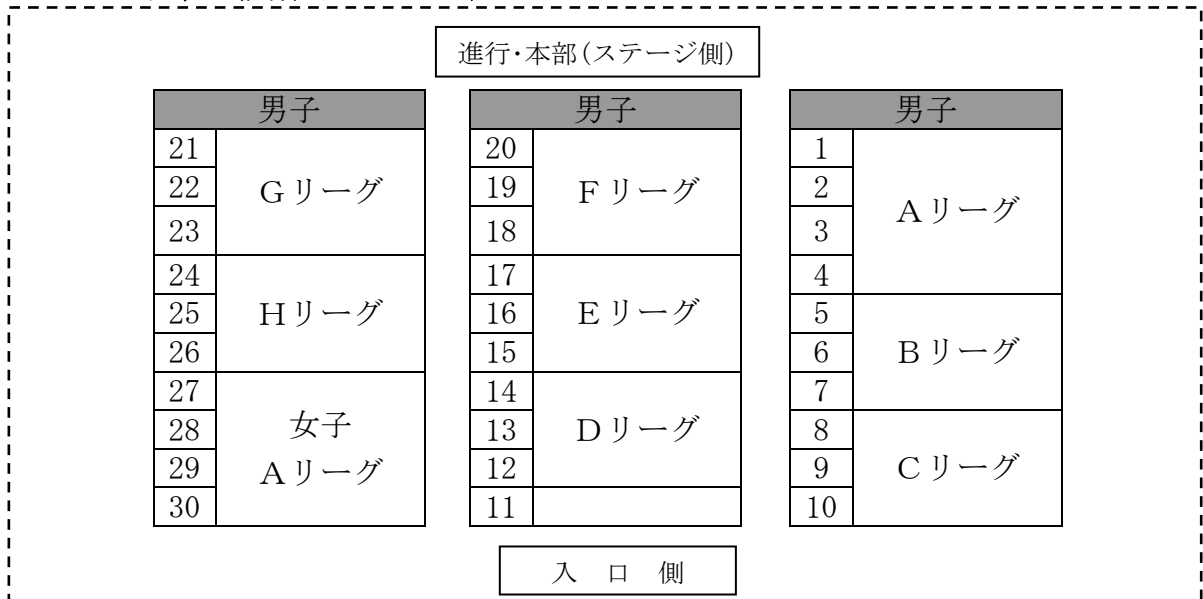 進行・本部(ステージ側)
男子 男子 男子
21 20 1
22 Gリーグ 19 Fリーグ 2
23 18 3 Aリーグ
24 17 4
25 Hリーグ 16 Eリーグ 5
26 15 6 Bリーグ
27 14 7
28 女子 13 Dリーグ 8
29 Aリーグ 12 9 Cリーグ
30 11 10
入 口 側